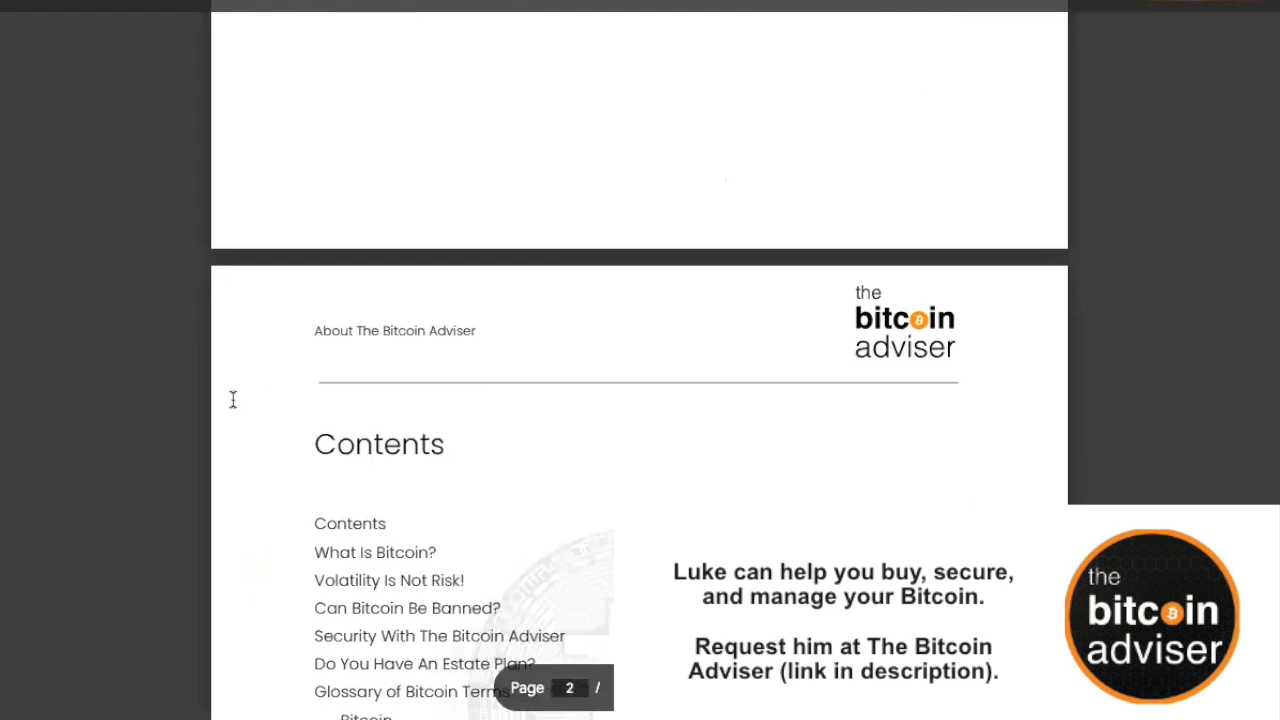 About The Bitcoin Adviser
the
bitcoin
adviser
Contents
Contents
What Is Bitcoin?
Volatility Is Not Risk!
Can Bitcoin Be Banned?
Security With The Bitcoin Adviser
Do You Have An Estate Plan?
Glossary of Bitcoin Terms
Bitcoin
Page 2 /
Luke can help you buy, secure,
and manage your Bitcoin.
Request him at The Bitcoin
Adviser (link in description).
the
bitcoin
adviser